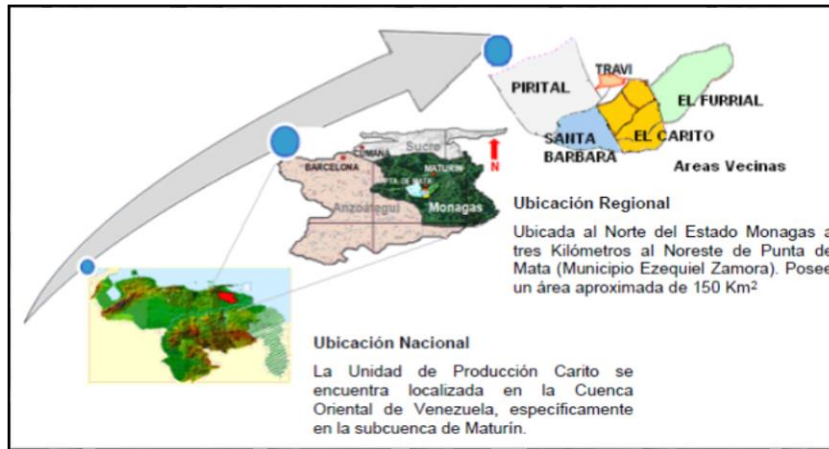 PIRITAL
TRAVI
EL FURRIAL
SANTA
BARBARA
EL CARITO
Areas Vecinas
Sucre
CUMANA
BARCELONA
MATURIN
N
Anzoátegui
Monagas
Ubicación Regional
Ubicada al Norte del Estado Monagas a
tres Kilómetros al Noreste de Punta de
Mata (Municipio Ezequiel Zamora). Posee
un área aproximada de 150 Km²
Ubicación Nacional
La Unidad de Producción Carito se
encuentra localizada en la Cuenca
Oriental de Venezuela, específicamente
en la subcuenca de Maturín.